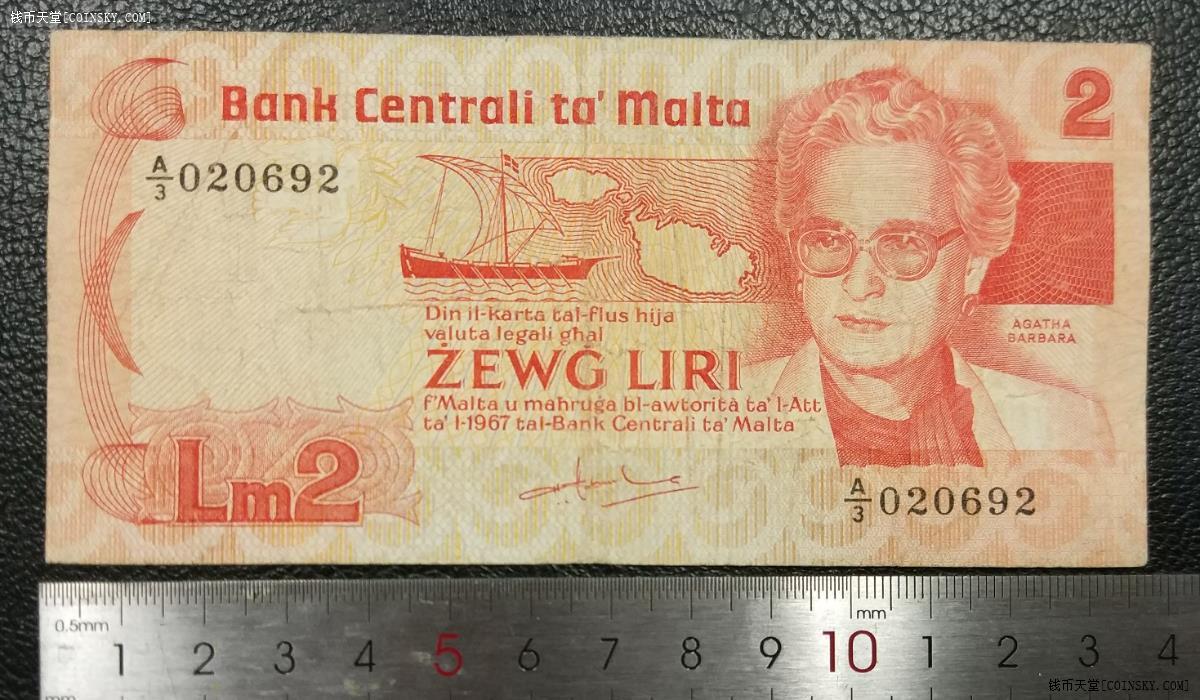 钱币天堂[COINSKY.COM]
Bank Centrali ta' Malta
2
A/3 020692
Din il-karta tal-flus hija
valuta legali għal
ŻEWĠ LIRI
f'Malta u maħruġa bl-awtorità ta' l-Att
ta' l-1967 tal-Bank Ċentrali ta' Malta
AGATHA
BARBARA
Lm2
A/3 020692
0.5mm
mm
1 2 3 4 5 6 7 8 9 10 1 2 3 4
mm
钱币天堂[COINSKY.COM]